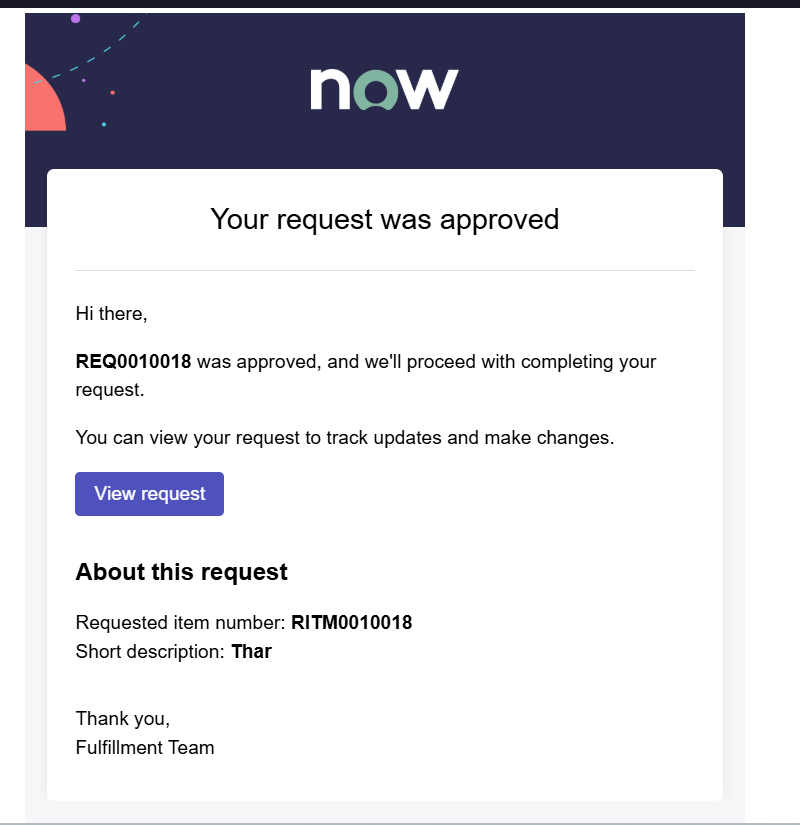 now
Your request was approved
Hi there,
REQ0010018 was approved, and we'll proceed with completing your
request.
You can view your request to track updates and make changes.
View request
About this request
Requested item number: RITM0010018
Short description: Thar
Thank you,
Fulfillment Team